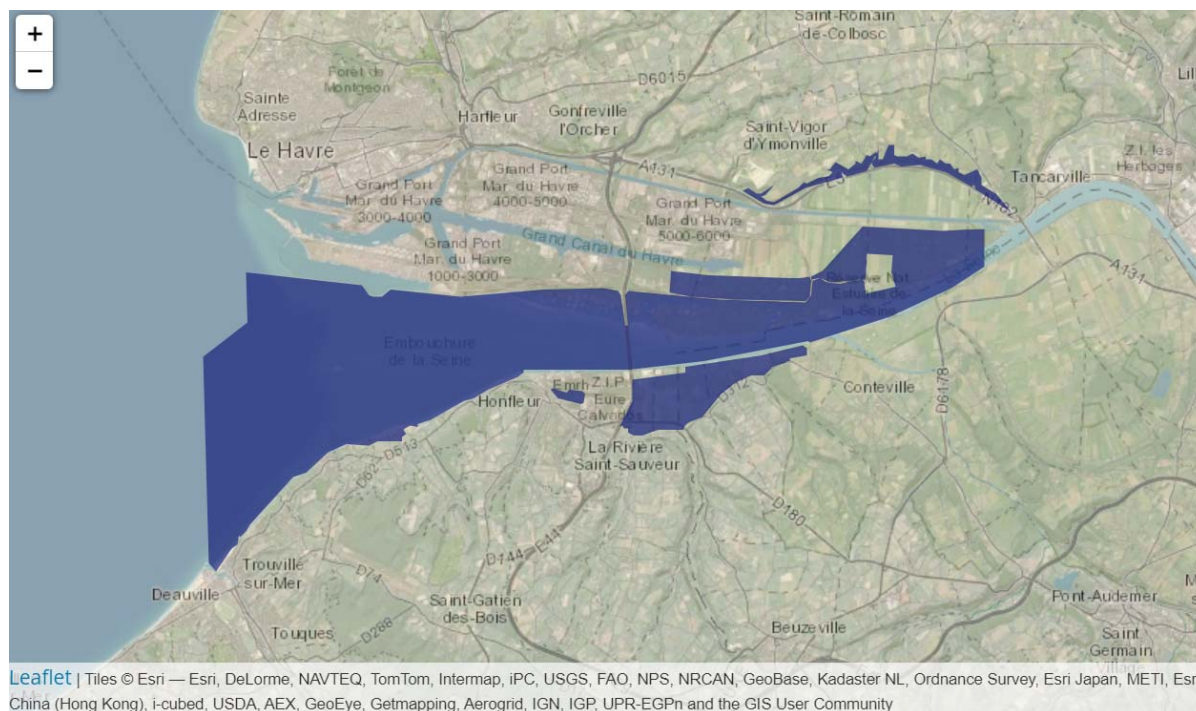 +
−
Saint-Romain
de-Colbosc
D6015
Forêt de
Montgeon
Sainte
Adresse
Harfleur
Gonfreville
l'Orcher
Saint-Vigor
d'Ymonville
Le Havre
Z.I. les
Herbages
A131
Grand Port
Mar. du Havre
3000-4000
Grand Port
Mar. du Havre
4000-5000
Tancarville
Grand Port
Mar. du Havre
5000-6000
N182
Grand Canal du Havre
Grand Port
Mar. du Havre
1000-3000
A131
Réserve Nat.
Estuaire de
la-Seine
Embouchure
de la Seine
Honfleur
Z.I.P
Eure
Calvados
D312
Conteville
D6178
La Rivière
Saint-Sauveur
D62
D513
D180
D144
E44
Trouville
sur-Mer
D74
Deauville
Saint-Gatien
des-Bois
Pont-Audemer
Touques
D288
Beuzeville
Saint
Germain
Village
Leaflet | Tiles © Esri — Esri, DeLorme, NAVTEQ, TomTom, Intermap, iPC, USGS, FAO, NPS, NRCAN, GeoBase, Kadaster NL, Ordnance Survey, Esri Japan, METI, Esri
China (Hong Kong), i-cubed, USDA, AEX, GeoEye, Getmapping, Aerogrid, IGN, IGP, UPR-EGPn and the GIS User Community